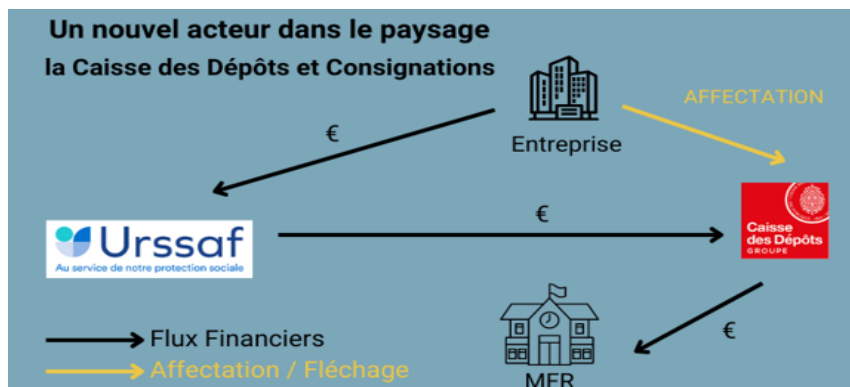 Un nouvel acteur dans le paysage
la Caisse des Dépôts et Consignations
AFFECTATION
€
Entreprise
Urssaf
Au service de notre protection sociale
€
Caisse
des Dépôts
GROUPE
€
Flux Financiers
Affectation / Fléchage
MFR